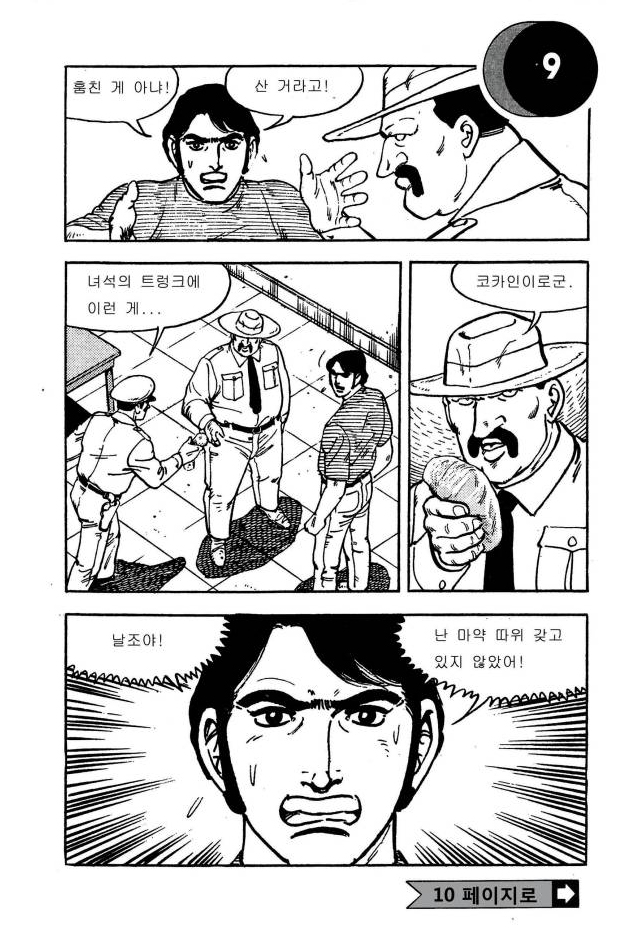 9
훔친 게 아냐!
산 거라고!
녀석의 트렁크에
이런 게...
코카인이로군.
날조야!
난 마약 따위 갖고
있지 않았어!
10 페이지로